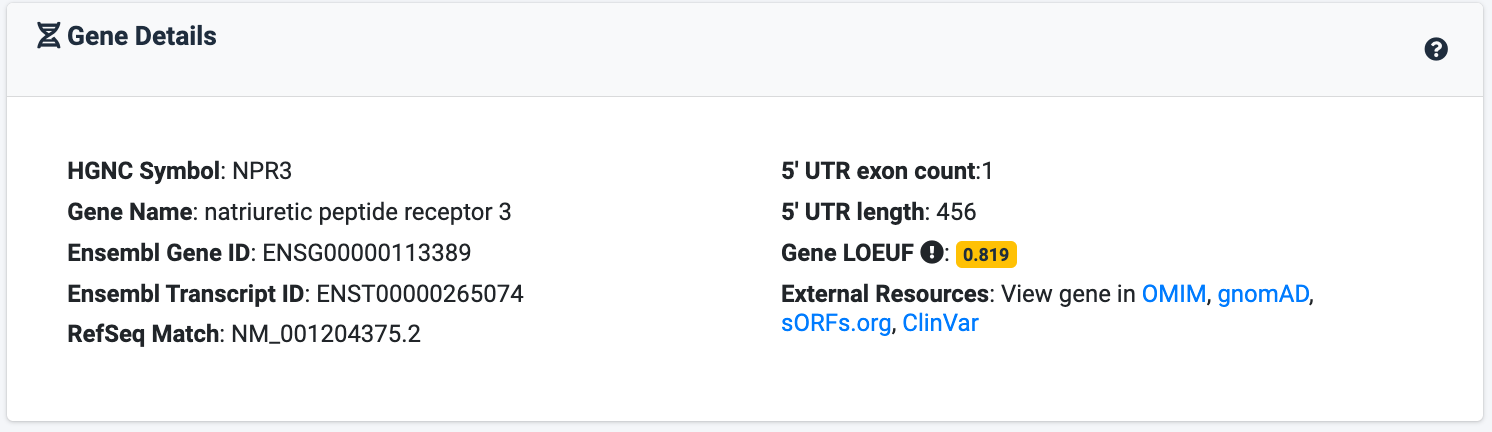 Gene Details
HGNC Symbol: NPR3
Gene Name: natriuretic peptide receptor 3
Ensembl Gene ID: ENSG00000113389
Ensembl Transcript ID: ENST00000265074
RefSeq Match: NM_001204375.2
5' UTR exon count:1
5' UTR length: 456
Gene LOEUF : 0.819
External Resources: View gene in OMIM, gnomAD,
sORFs.org, ClinVar